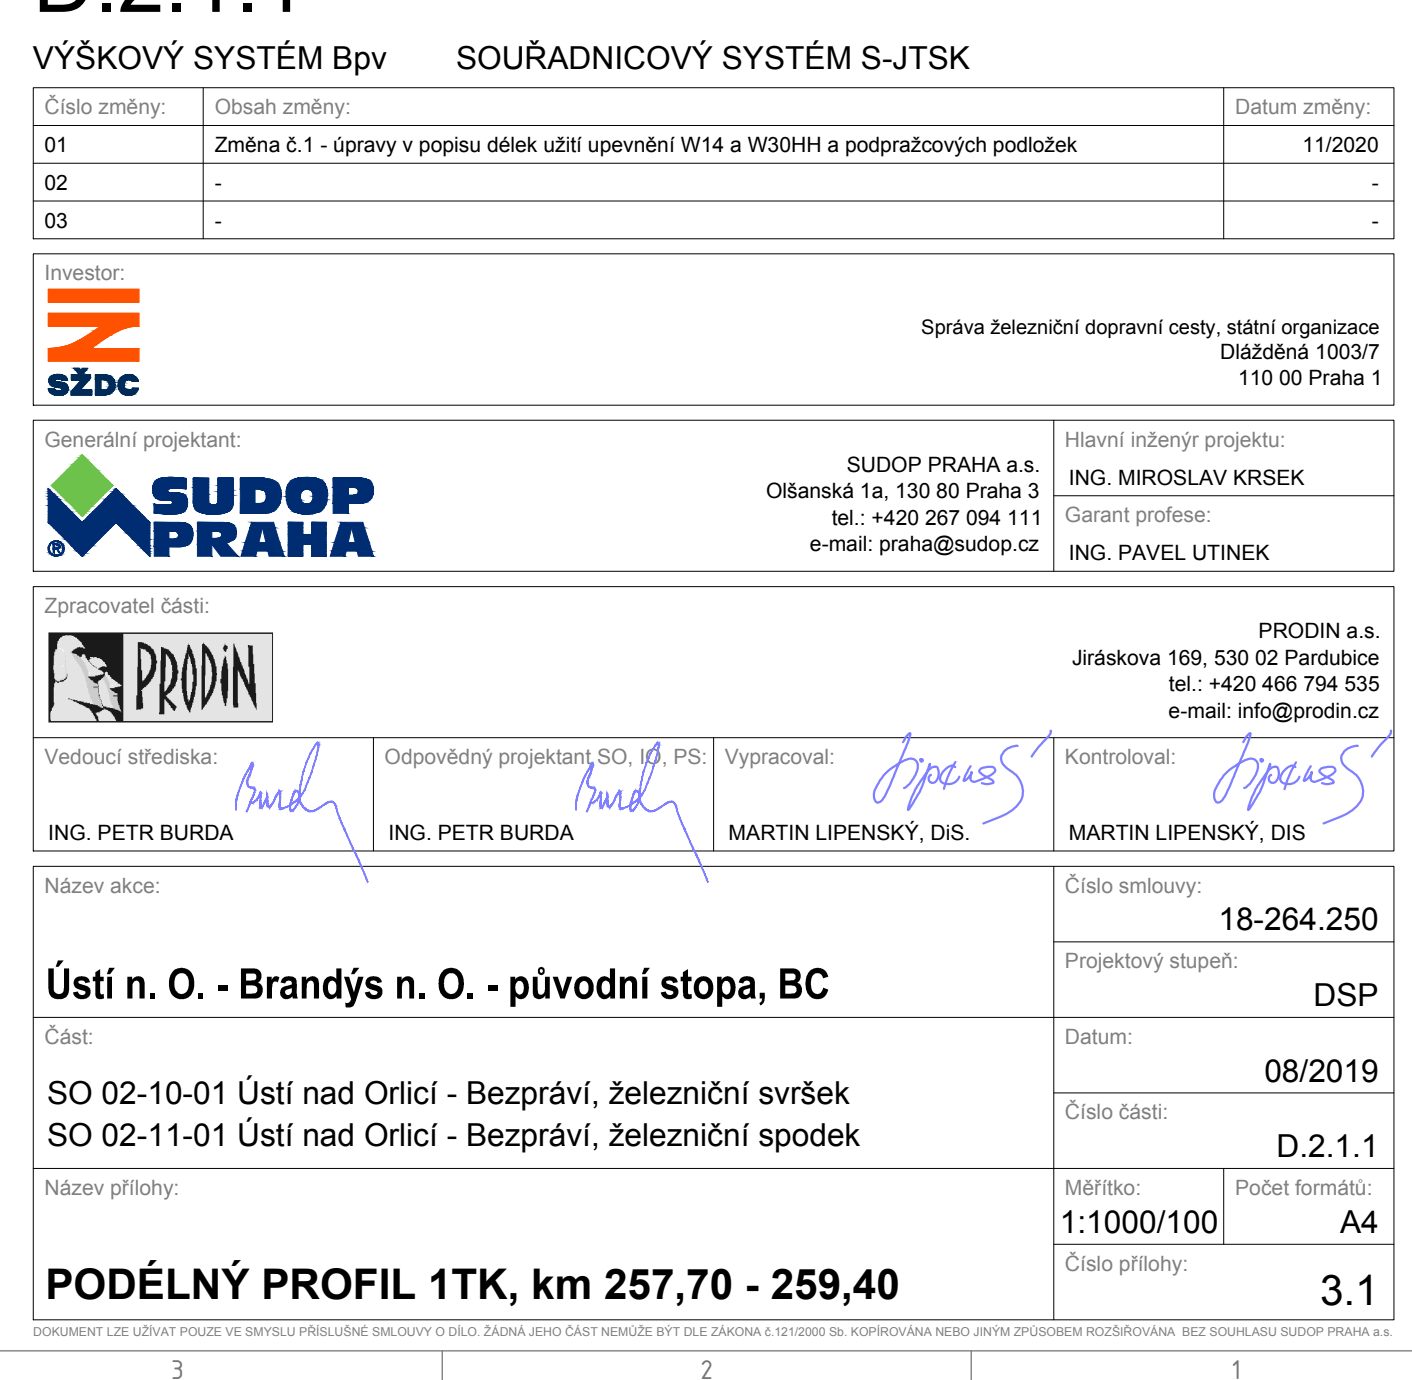 D.2.1.1
VÝŠKOVÝ SYSTÉM Bpv SOUŘADNICOVÝ SYSTÉM S-JTSK
Číslo změny: Obsah změny: Datum změny:
01 Změna č.1 - úpravy v popisu délek užití upevnění W14 a W30HH a podpražcových podložek 11/2020
02 - -
03 - -
Investor:
SŽDC
Správa železniční dopravní cesty, státní organizace
Dlážděná 1003/7
110 00 Praha 1
Generální projektant:
SUDOP
PRAHA
®
SUDOP PRAHA a.s.
Olšanská 1a, 130 80 Praha 3
tel.: +420 267 094 111
e-mail: praha@sudop.cz
Hlavní inženýr projektu:
ING. MIROSLAV KRSEK
Garant profese:
ING. PAVEL UTINEK
Zpracovatel části:
PRODIN
PRODIN a.s.
Jiráskova 169, 530 02 Pardubice
tel.: +420 466 794 535
e-mail: info@prodin.cz
Vedoucí střediska: Odpovědný projektant SO, IO, PS: Vypracoval: Kontroloval:
Burda Burda Lipenský Lipenský
ING. PETR BURDA ING. PETR BURDA MARTIN LIPENSKÝ, DiS. MARTIN LIPENSKÝ, DIS
Název akce:
Ústí n. O. - Brandýs n. O. - původní stopa, BC
Číslo smlouvy:
18-264.250
Projektový stupeň:
DSP
Část:
SO 02-10-01 Ústí nad Orlicí - Bezpráví, železniční svršek
SO 02-11-01 Ústí nad Orlicí - Bezpráví, železniční spodek
Datum:
08/2019
Číslo části:
D.2.1.1
Název přílohy:
PODÉLNÝ PROFIL 1TK, km 257,70 - 259,40
Měřítko: Počet formátů:
1:1000/100 A4
Číslo přílohy:
3.1
DOKUMENT LZE UŽÍVAT POUZE VE SMYSLU PŘÍSLUŠNÉ SMLOUVY O DÍLO. ŽÁDNÁ JEHO ČÁST NEMŮŽE BÝT DLE ZÁKONA č.121/2000 Sb. KOPÍROVÁNA NEBO JINÝM ZPŮSOBEM ROZŠIŘOVÁNA BEZ SOUHLASU SUDOP PRAHA a.s.
3 2 1